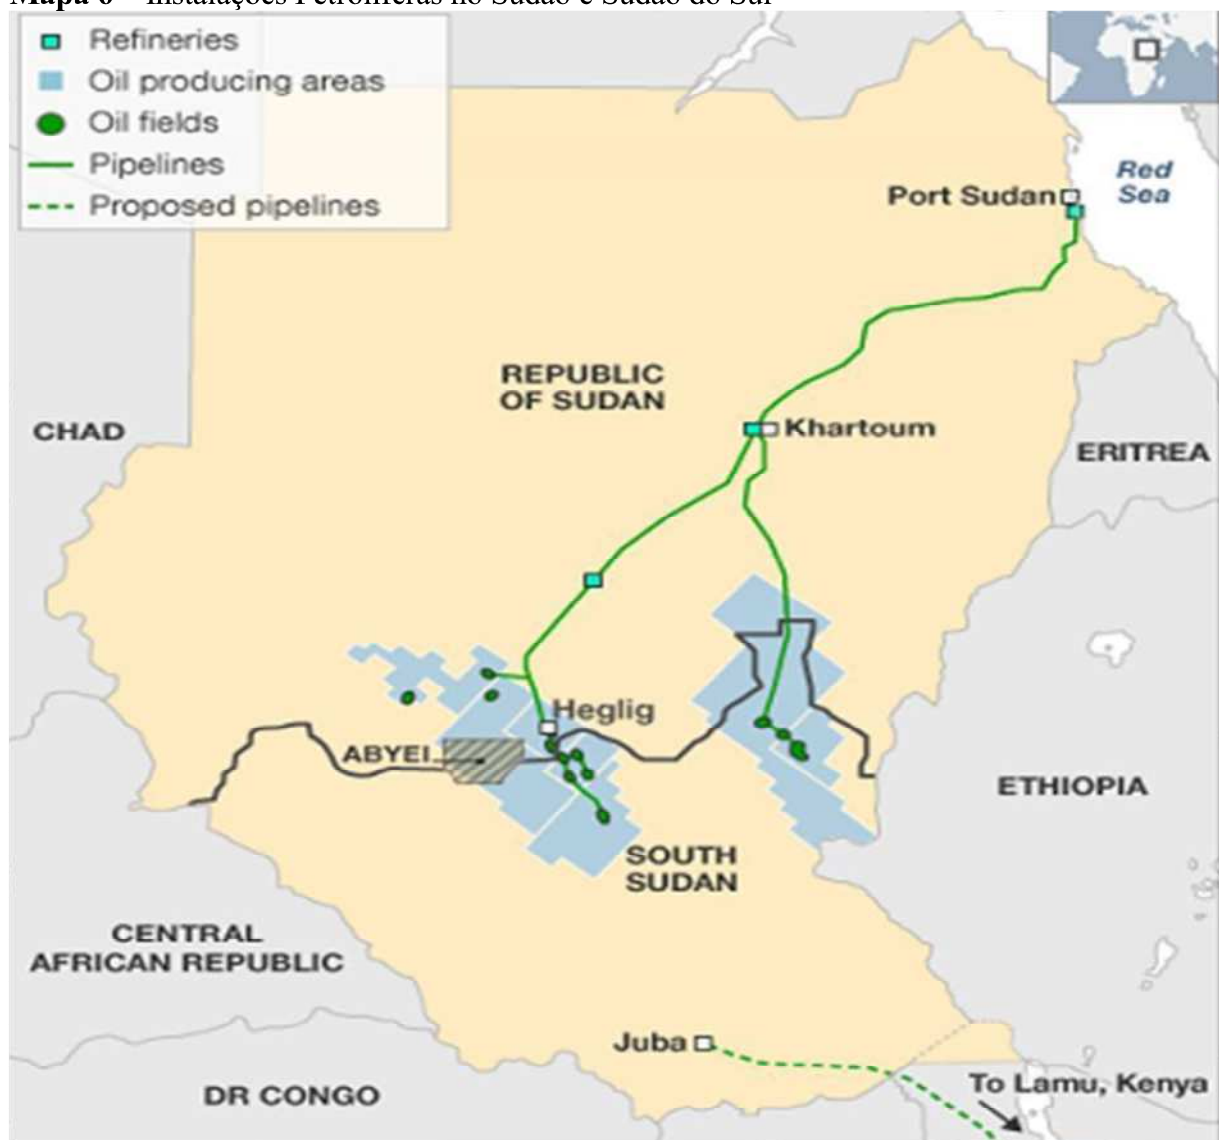 Mapa 6 – Instalações Petrolíferas no Sudão e Sudão do Sul
Refineries
Oil producing areas
Oil fields
Pipelines
Proposed pipelines
Red
Sea
Port Sudan
REPUBLIC
OF SUDAN
CHAD
Khartoum
ERITREA
Heglig
ABYEI
ETHIOPIA
SOUTH
SUDAN
CENTRAL
AFRICAN REPUBLIC
Juba
To Lamu, Kenya
DR CONGO